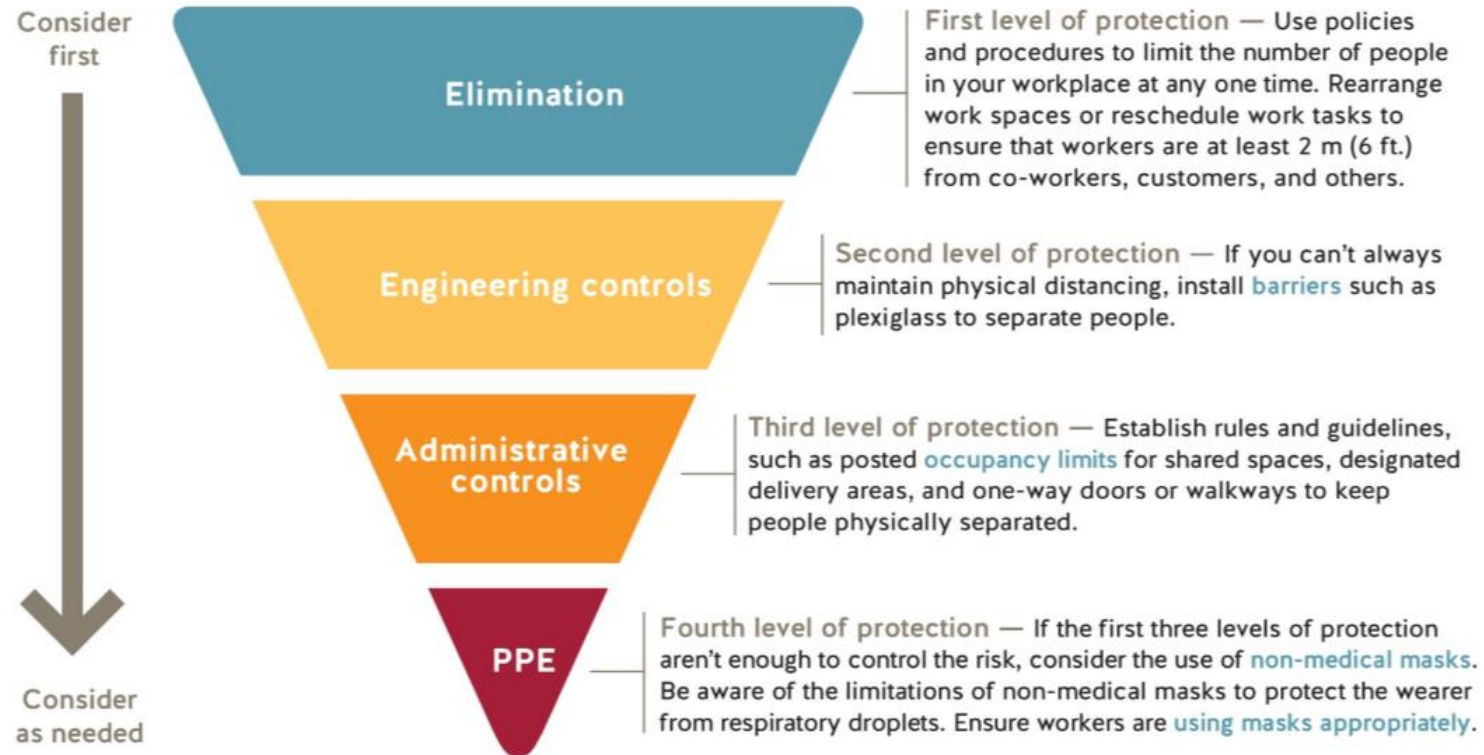 Consider
first
Elimination
First level of protection — Use policies
and procedures to limit the number of people
in your workplace at any one time. Rearrange
work spaces or reschedule work tasks to
ensure that workers are at least 2 m (6 ft.)
from co-workers, customers, and others.
Engineering controls
Second level of protection — If you can’t always
maintain physical distancing, install barriers such as
plexiglass to separate people.
Administrative
controls
Third level of protection — Establish rules and guidelines,
such as posted occupancy limits for shared spaces, designated
delivery areas, and one-way doors or walkways to keep
people physically separated.
PPE
Fourth level of protection — If the first three levels of protection
aren’t enough to control the risk, consider the use of non-medical masks.
Be aware of the limitations of non-medical masks to protect the wearer
from respiratory droplets. Ensure workers are using masks appropriately.
Consider
as needed